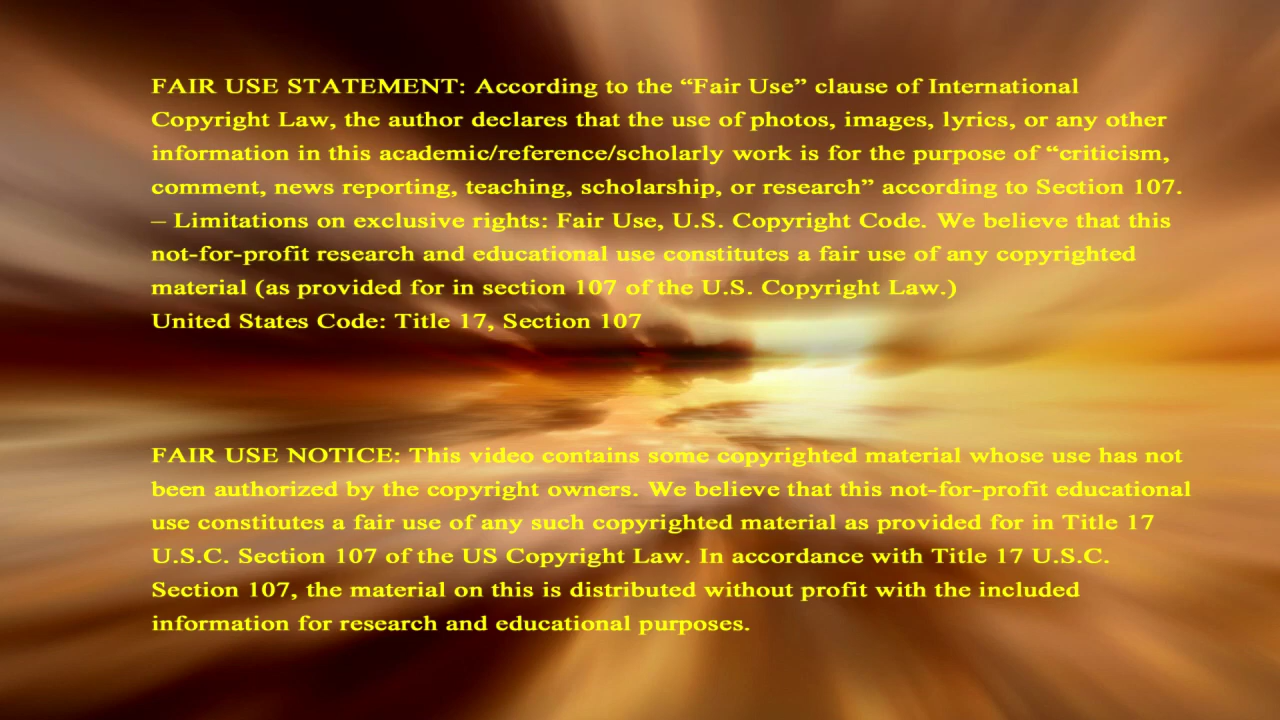 FAIR USE STATEMENT: According to the “Fair Use” clause of International
Copyright Law, the author declares that the use of photos, images, lyrics, or any other
information in this academic/reference/scholarly work is for the purpose of “criticism,
comment, news reporting, teaching, scholarship, or research” according to Section 107.
– Limitations on exclusive rights: Fair Use, U.S. Copyright Code. We believe that this
not-for-profit research and educational use constitutes a fair use of any copyrighted
material (as provided for in section 107 of the U.S. Copyright Law.)
United States Code: Title 17, Section 107
FAIR USE NOTICE: This video contains some copyrighted material whose use has not
been authorized by the copyright owners. We believe that this not-for-profit educational
use constitutes a fair use of any such copyrighted material as provided for in Title 17
U.S.C. Section 107 of the US Copyright Law. In accordance with Title 17 U.S.C.
Section 107, the material on this is distributed without profit with the included
information for research and educational purposes.